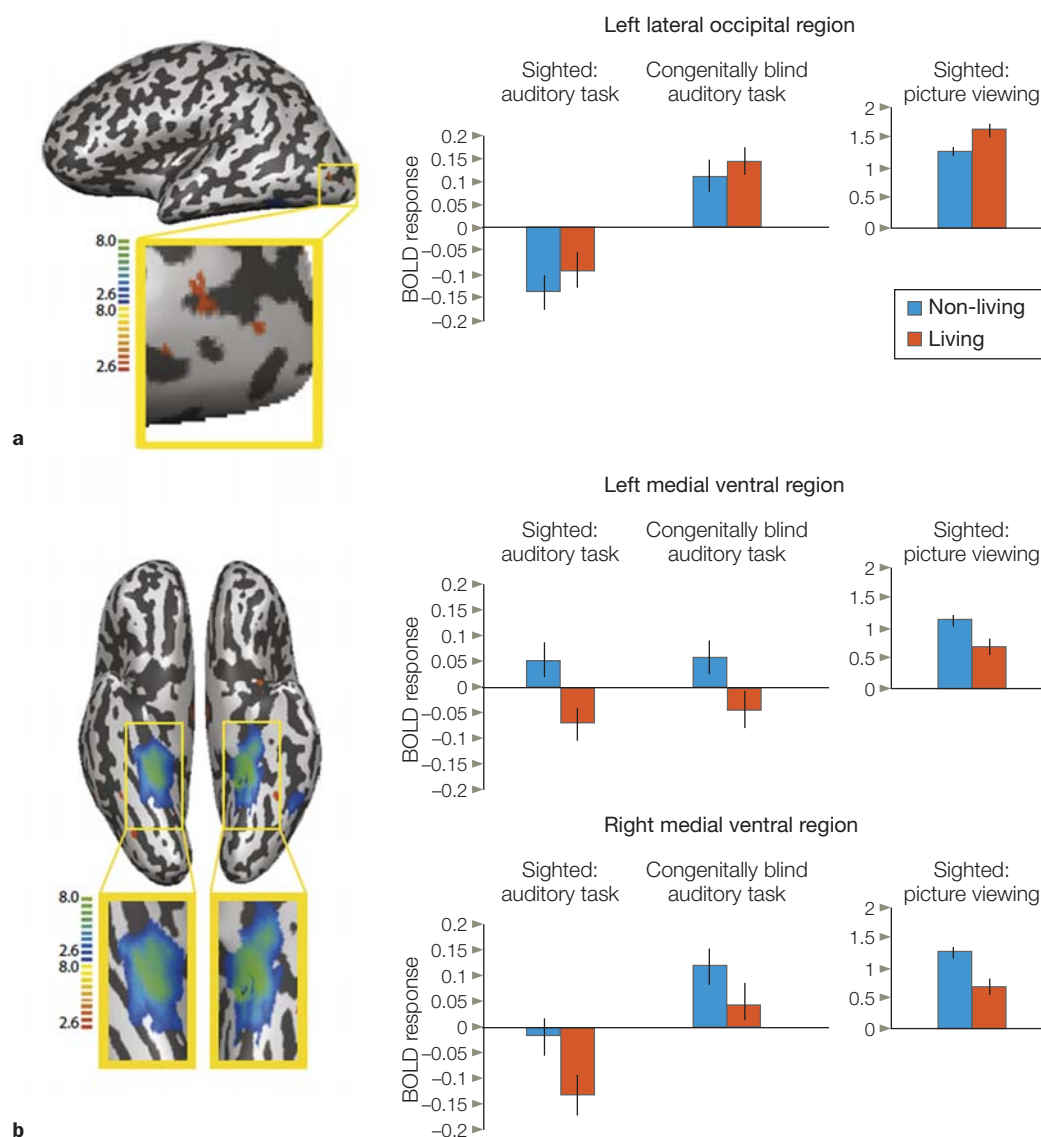 Left lateral occipital region
Sighted:
auditory task
Congenitally blind
auditory task
Sighted:
picture viewing
BOLD response
0.2
0.15
0.1
0.05
0
−0.05
−0.1
−0.15
−0.2
2
1.5
1
0.5
0
Non-living
Living
8.0
2.6
8.0
2.6
a
Left medial ventral region
Sighted:
auditory task
Congenitally blind
auditory task
Sighted:
picture viewing
BOLD response
0.2
0.15
0.1
0.05
0
−0.05
−0.1
−0.15
−0.2
2
1.5
1
0.5
0
Right medial ventral region
Sighted:
auditory task
Congenitally blind
auditory task
Sighted:
picture viewing
BOLD response
0.2
0.15
0.1
0.05
0
−0.05
−0.1
−0.15
−0.2
2
1.5
1
0.5
0
8.0
2.6
8.0
2.6
b